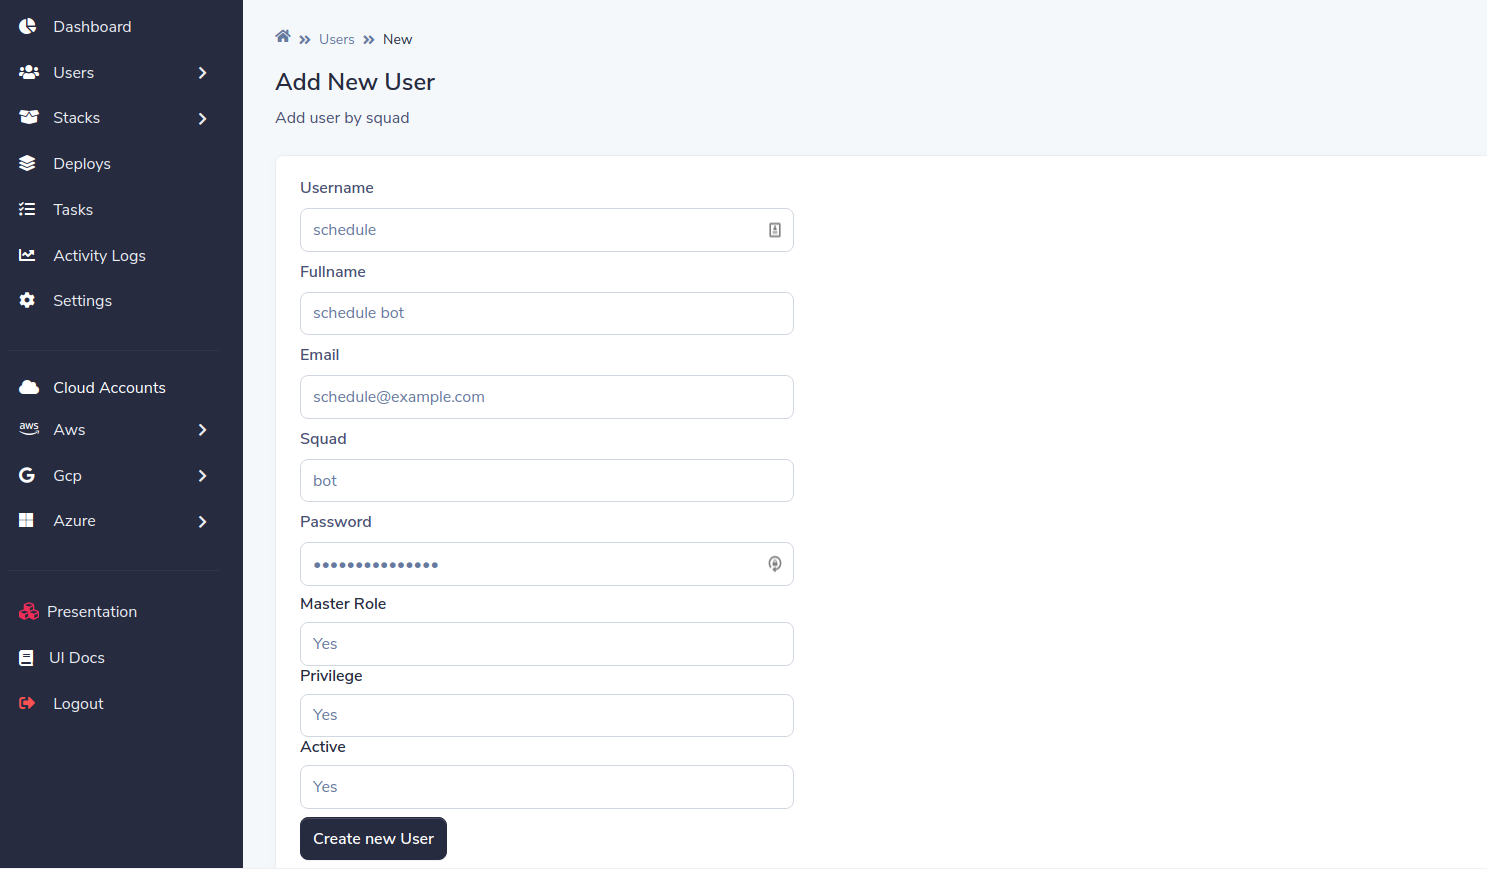 Dashboard
Users
Stacks
Deploys
Tasks
Activity Logs
Settings
Cloud Accounts
aws Aws
Gcp
Azure
Presentation
UI Docs
Logout
Users New
Add New User
Add user by squad
Username
schedule
Fullname
schedule bot
Email
schedule@example.com
Squad
bot
Password
•••••••••••••••
Master Role
Yes
Privilege
Yes
Active
Yes
Create new User